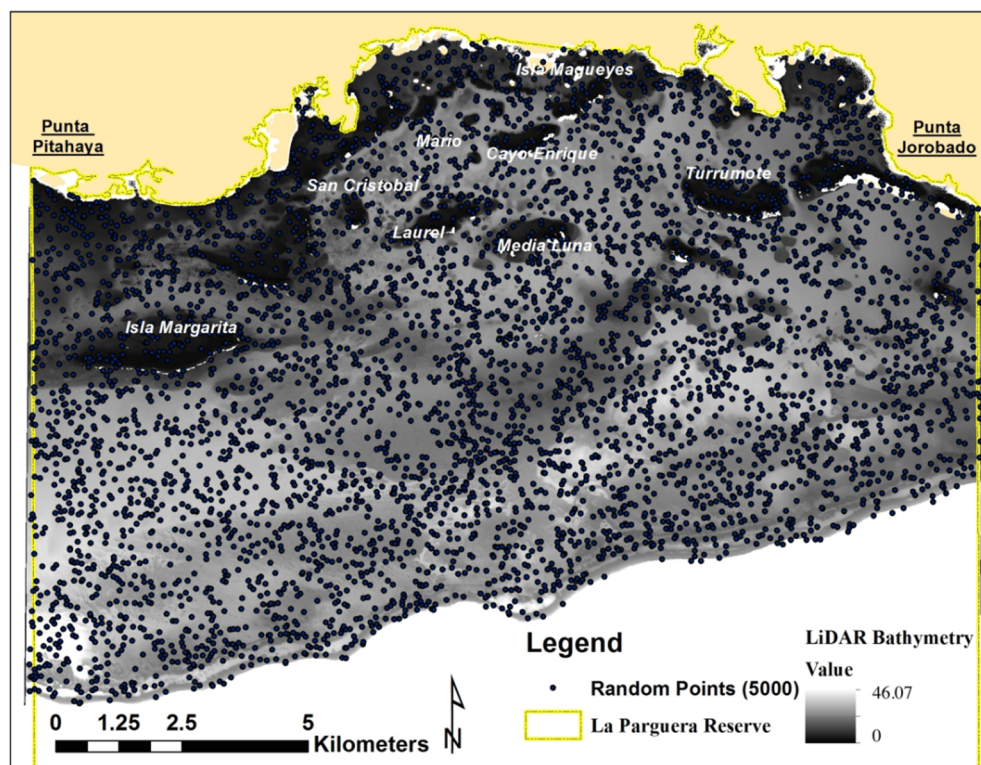 Isla Magueyes
Punta
Pitahaya
Mario
Cayo Enrique
Punta
Jorobado
San Cristobal
Turrumote
Laurel
Media Luna
Isla Margarita
Legend
Random Points (5000)
La Parguera Reserve
LiDAR Bathymetry
Value
46.07
0
0 1.25 2.5 5
Kilometers
N